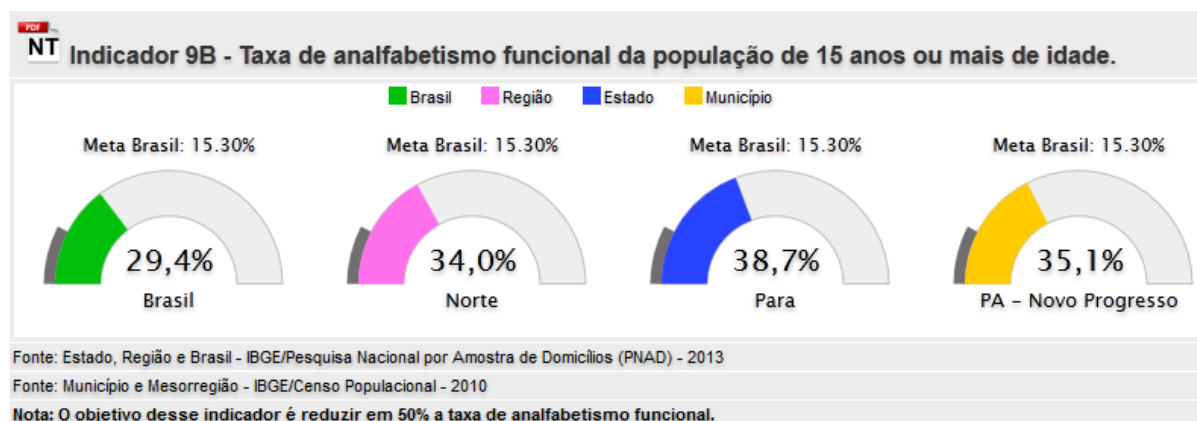 PDF
NT Indicador 9B - Taxa de analfabetismo funcional da população de 15 anos ou mais de idade.
Brasil Região Estado Município
Meta Brasil: 15.30% Meta Brasil: 15.30% Meta Brasil: 15.30% Meta Brasil: 15.30%
29,4% 34,0% 38,7% 35,1%
Brasil Norte Para PA – Novo Progresso
Fonte: Estado, Região e Brasil - IBGE/Pesquisa Nacional por Amostra de Domicílios (PNAD) - 2013
Fonte: Município e Mesorregião - IBGE/Censo Populacional - 2010
Nota: O objetivo desse indicador é reduzir em 50% a taxa de analfabetismo funcional.